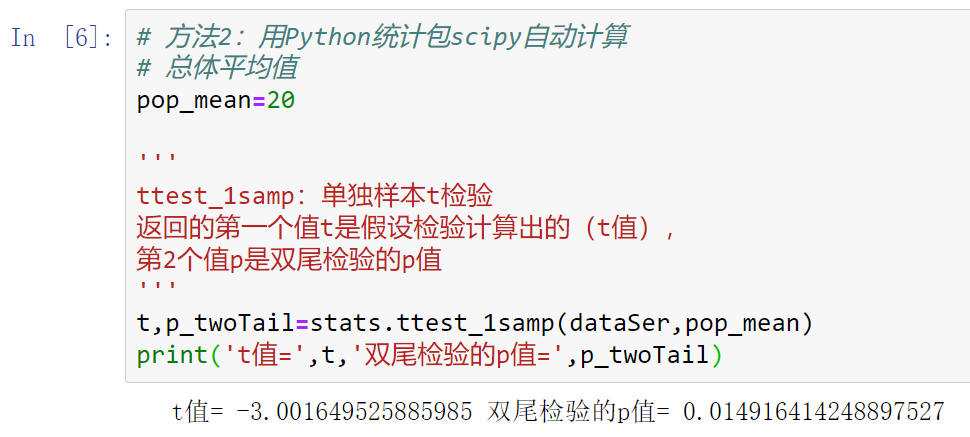 In [6]:
# 方法2：用Python统计包scipy自动计算
# 总体平均值
pop_mean=20
'''
ttest_1samp：单独样本t检验
返回的第一个值t是假设检验计算出的（t值），
第2个值p是双尾检验的p值
'''
t,p_twoTail=stats.ttest_1samp(dataSer,pop_mean)
print('t值=',t,'双尾检验的p值=',p_twoTail)
t值= -3.001649525885985 双尾检验的p值= 0.014916414248897527